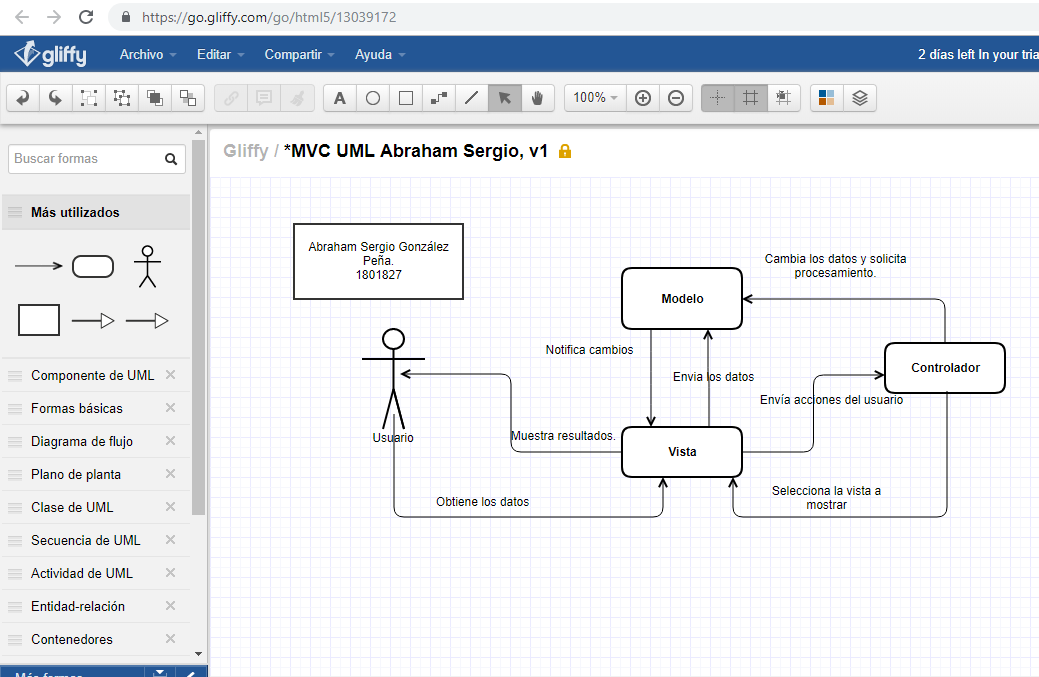 https://go.gliffy.com/go/html5/13039172
gliffy
Archivo
Editar
Compartir
Ayuda
2 días left In your tria
A
100%
Buscar formas
Gliffy / *MVC UML Abraham Sergio, v1
Más utilizados
Componente de UML
Formas básicas
Diagrama de flujo
Plano de planta
Clase de UML
Secuencia de UML
Actividad de UML
Entidad-relación
Contenedores
Más formas
Abraham Sergio González
Peña.
1801827
Cambia los datos y solicita
procesamiento.
Modelo
Notifica cambios
Envia los datos
Controlador
Envía acciones del usuario
Usuario
Muestra resultados.
Vista
Obtiene los datos
Selecciona la vista a
mostrar